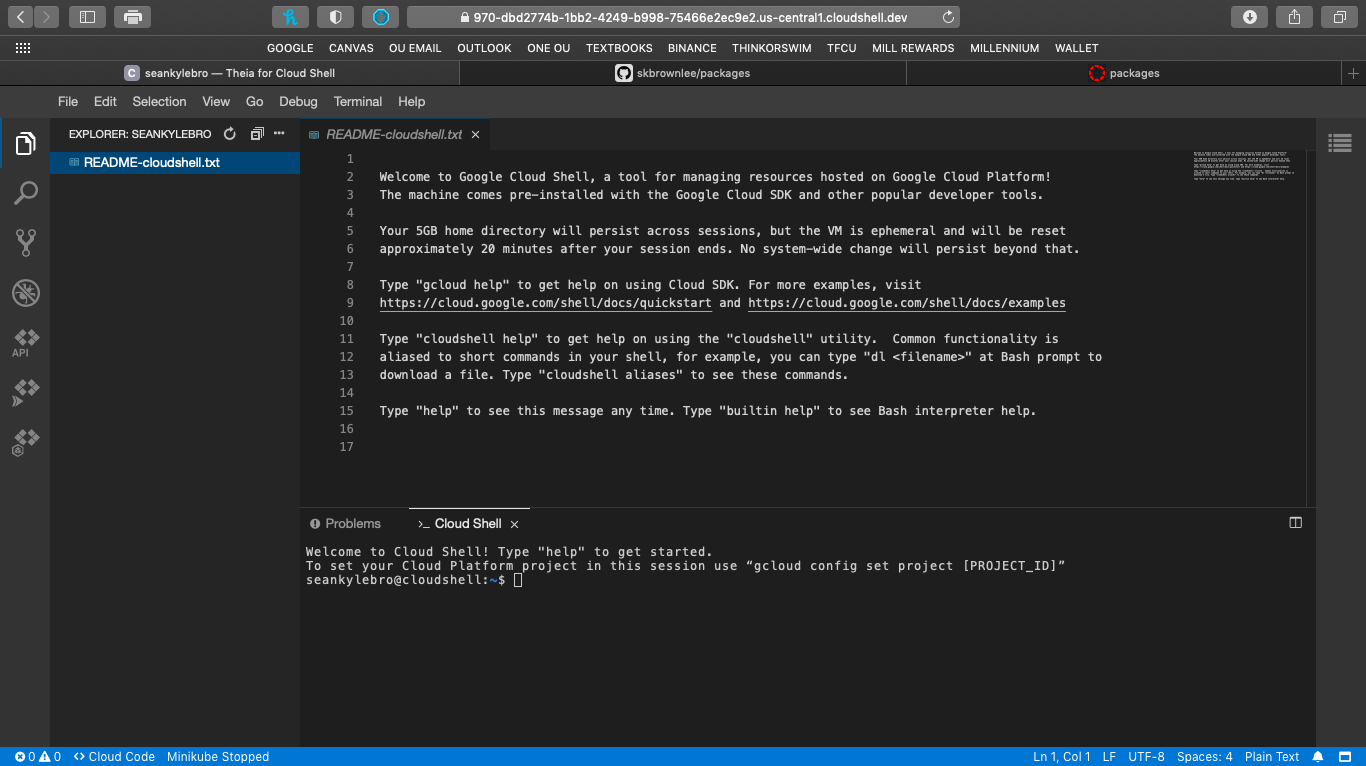 970-dbd2774b-1bb2-4249-b998-75466e2ec9e2.us-central1.cloudshell.dev
GOOGLE CANVAS OU EMAIL OUTLOOK ONE OU TEXTBOOKS BINANCE THINKORSWIM TFCU MILL REWARDS MILLENNIUM WALLET
C seankylebro — Theia for Cloud Shell skbrownlee/packages packages
File Edit Selection View Go Debug Terminal Help
EXPLORER: SEANKYLEBRO
README-cloudshell.txt
API
README-cloudshell.txt
1
2 Welcome to Google Cloud Shell, a tool for managing resources hosted on Google Cloud Platform!
3 The machine comes pre-installed with the Google Cloud SDK and other popular developer tools.
4
5 Your 5GB home directory will persist across sessions, but the VM is ephemeral and will be reset
6 approximately 20 minutes after your session ends. No system-wide change will persist beyond that.
7
8 Type "gcloud help" to get help on using Cloud SDK. For more examples, visit
9 https://cloud.google.com/shell/docs/quickstart and https://cloud.google.com/shell/docs/examples
10
11 Type "cloudshell help" to get help on using the "cloudshell" utility.  Common functionality is
12 aliased to short commands in your shell, for example, you can type "dl <filename>" at Bash prompt to
13 download a file. Type "cloudshell aliases" to see these commands.
14
15 Type "help" to see this message any time. Type "builtin help" to see Bash interpreter help.
16
17
Problems >_ Cloud Shell
Welcome to Cloud Shell! Type "help" to get started.
To set your Cloud Platform project in this session use “gcloud config set project [PROJECT_ID]”
seankylebro@cloudshell:~$
0 0 Cloud Code Minikube Stopped Ln 1, Col 1 LF UTF-8 Spaces: 4 Plain Text